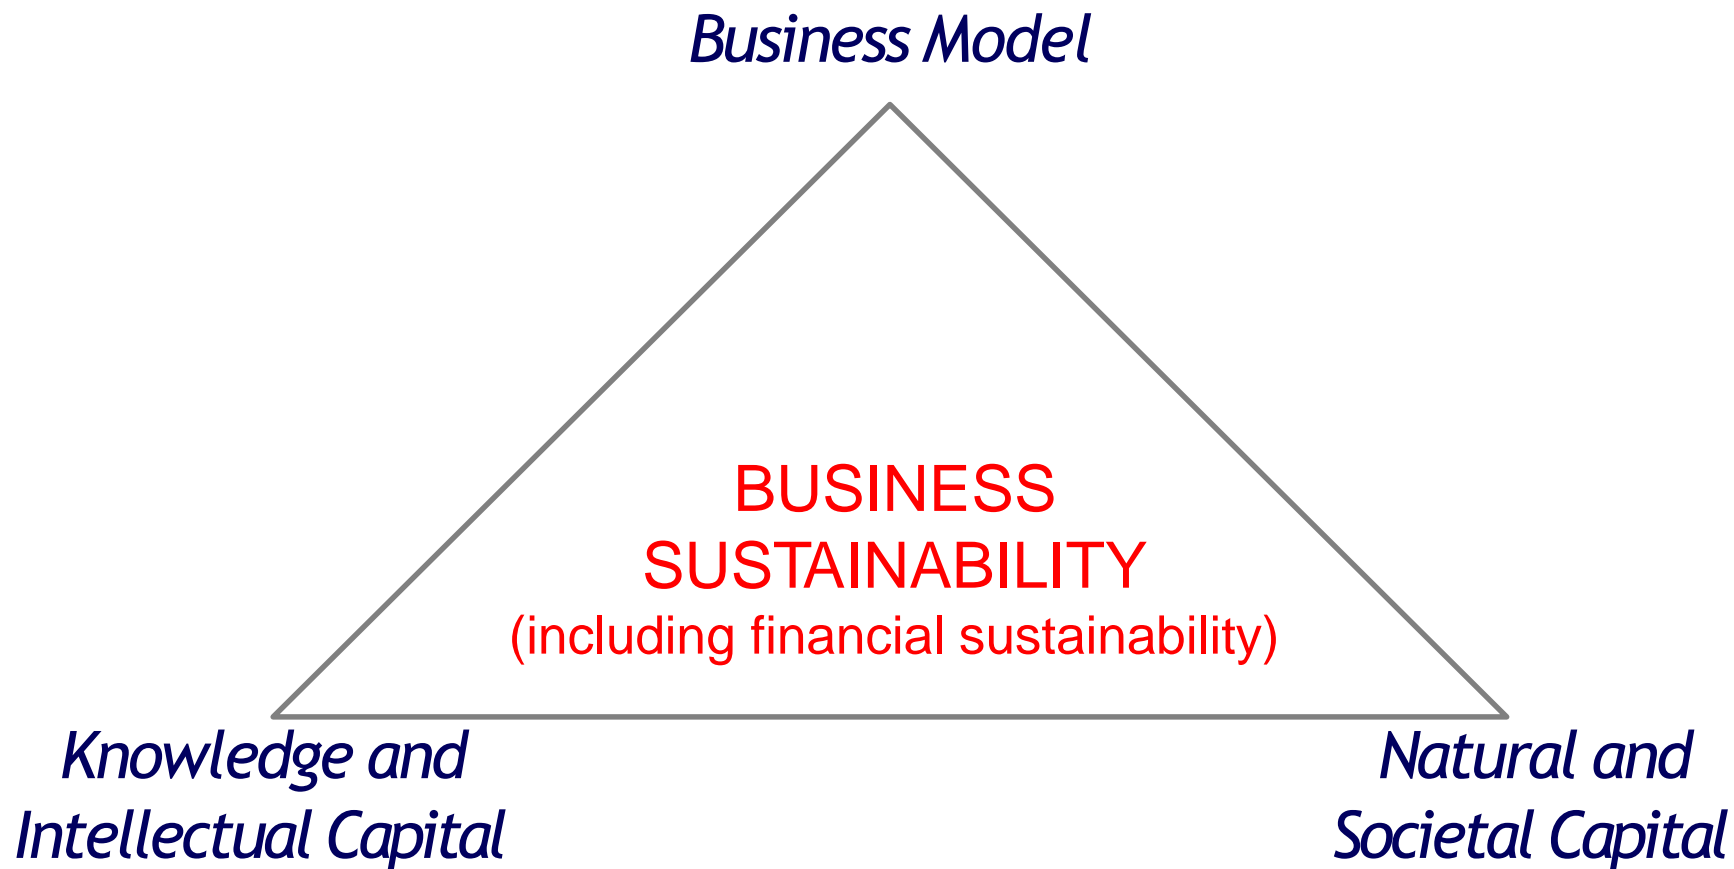 Business Model
BUSINESS
SUSTAINABILITY
(including financial sustainability)
Knowledge and
Intellectual Capital
Natural and
Societal Capital